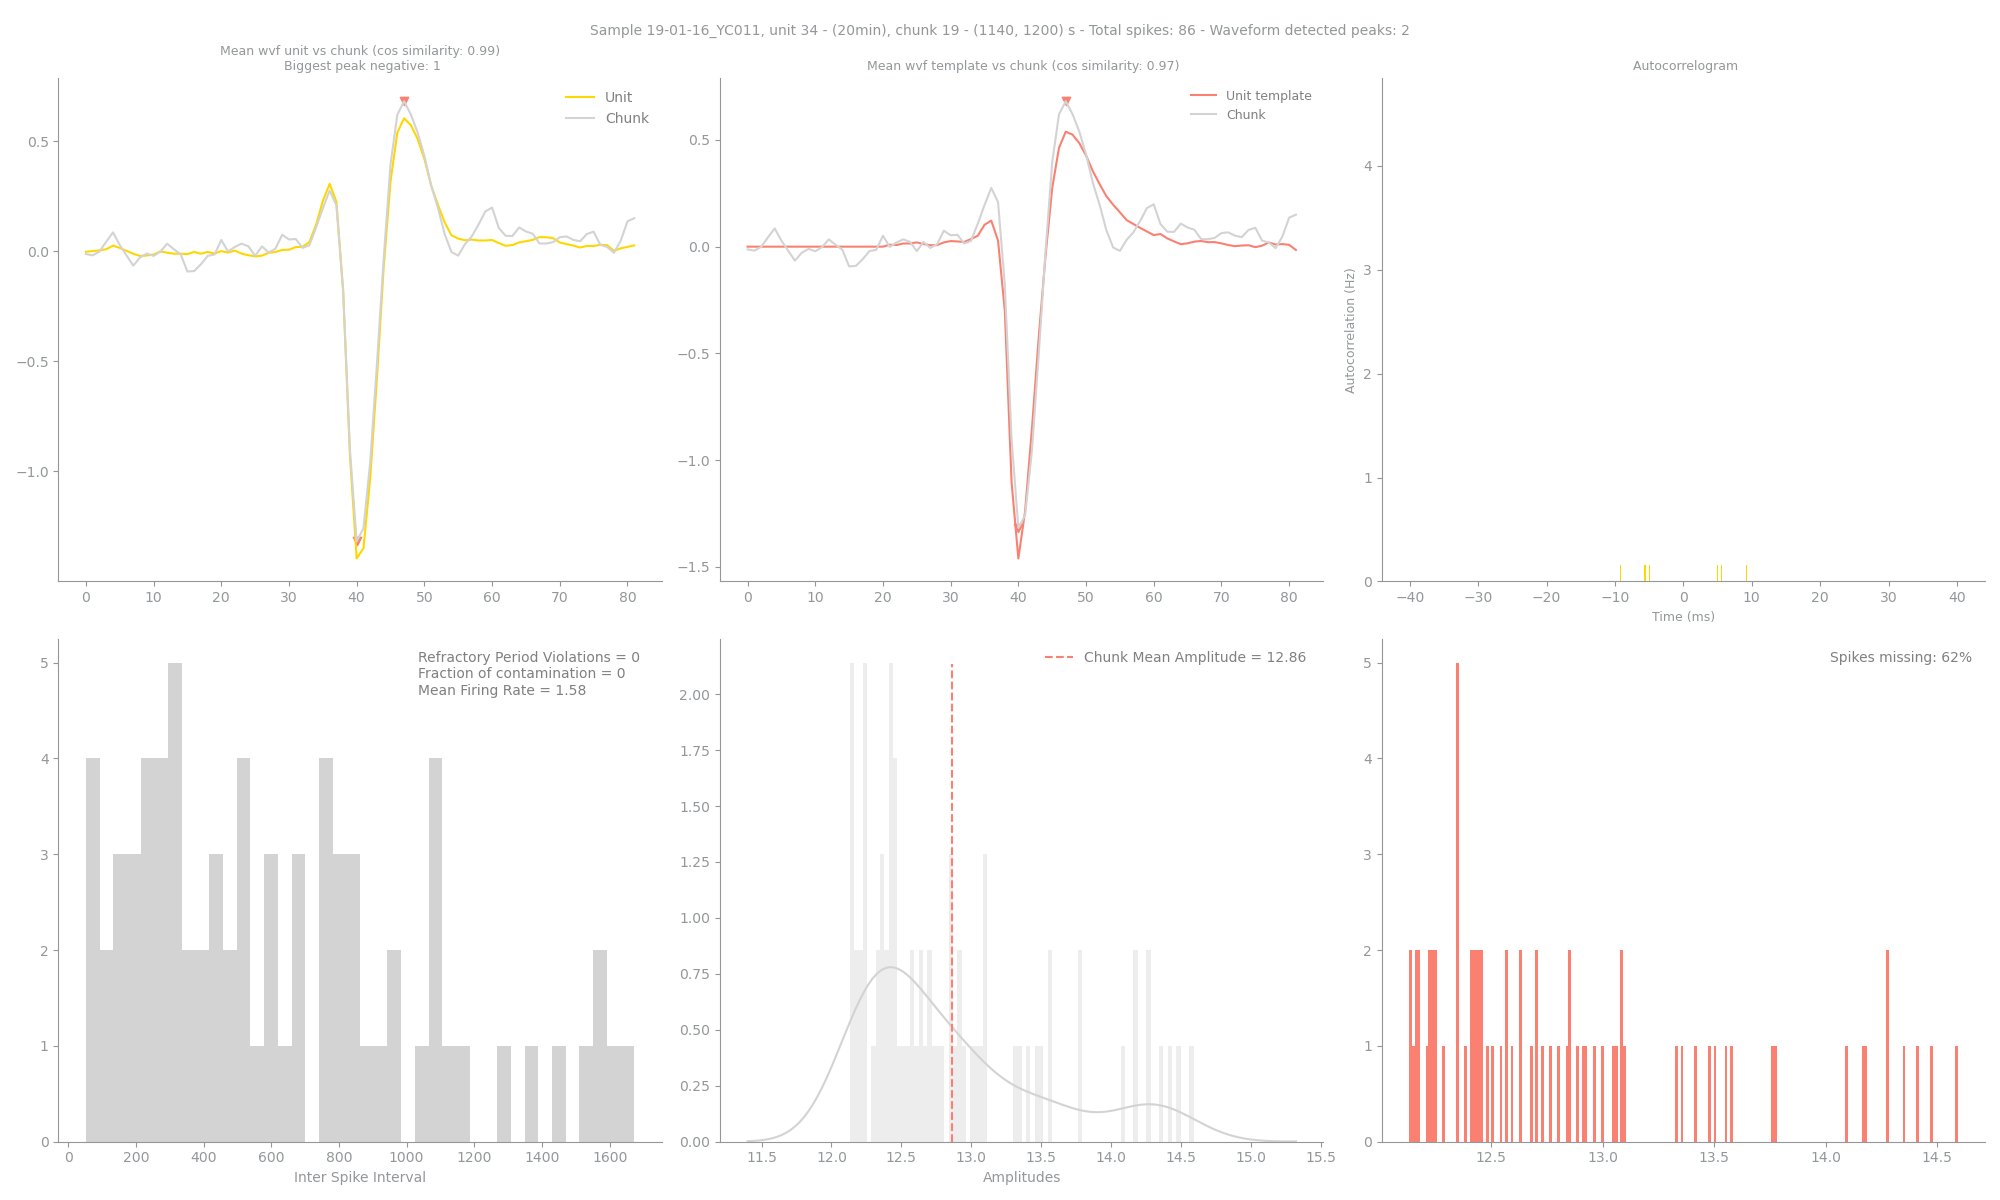 Sample 19-01-16_YC011, unit 34 - (20min), chunk 19 - (1140, 1200) s - Total spikes: 86 - Waveform detected peaks: 2
Mean wvf unit vs chunk (cos similarity: 0.99)
Biggest peak negative: 1
Unit
Chunk
0.5
0.0
−0.5
−1.0
0 10 20 30 40 50 60 70 80
Mean wvf template vs chunk (cos similarity: 0.97)
Unit template
Chunk
0.5
0.0
−0.5
−1.0
−1.5
0 10 20 30 40 50 60 70 80
Autocorrelogram
Autocorrelation (Hz)
4
3
2
1
0
−40 −30 −20 −10 0 10 20 30 40
Time (ms)
Refractory Period Violations = 0
Fraction of contamination = 0
Mean Firing Rate = 1.58
5
4
3
2
1
0
0 200 400 600 800 1000 1200 1400 1600
Inter Spike Interval
Chunk Mean Amplitude = 12.86
2.00
1.75
1.50
1.25
1.00
0.75
0.50
0.25
0.00
11.5 12.0 12.5 13.0 13.5 14.0 14.5 15.0 15.5
Amplitudes
Spikes missing: 62%
5
4
3
2
1
0
12.5 13.0 13.5 14.0 14.5